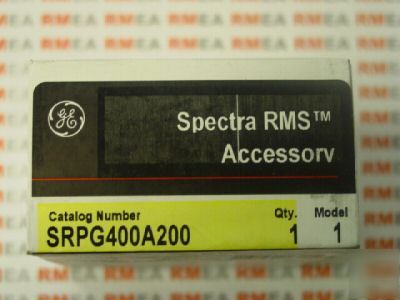 GE
Spectra RMS™
Accessory
Catalog Number Qty. Model
SRPG400A200 1 1